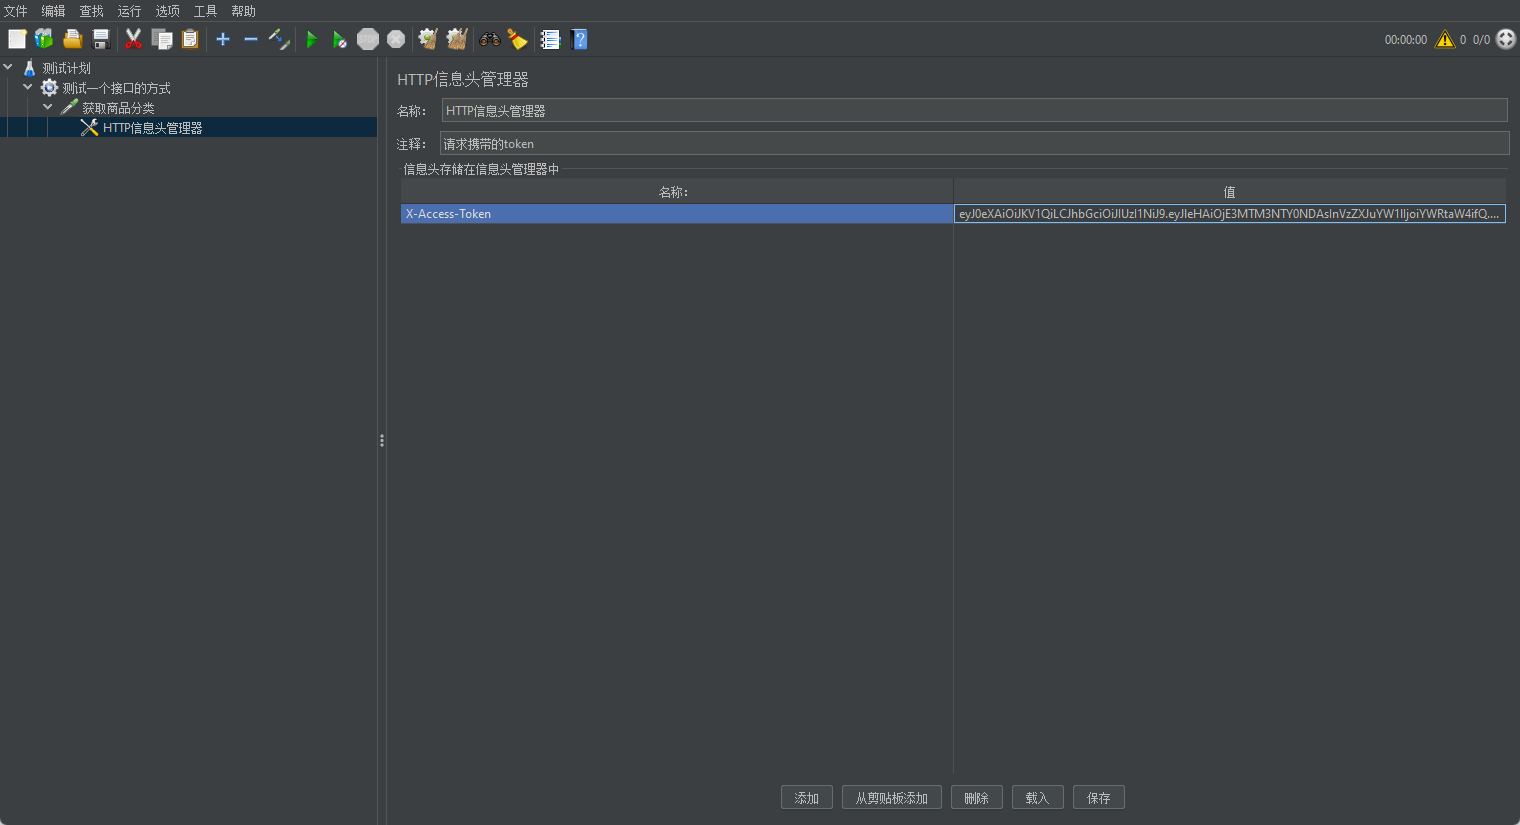 文件 编辑 查找 运行 选项 工具 帮助
00:00:00 0 0/0
测试计划
测试一个接口的方式
获取商品分类
HTTP信息头管理器
HTTP信息头管理器
名称: HTTP信息头管理器
注释: 请求携带的token
信息头存储在信息头管理器中
名称: 值
X-Access-Token
添加 从剪贴板添加 删除 载入 保存